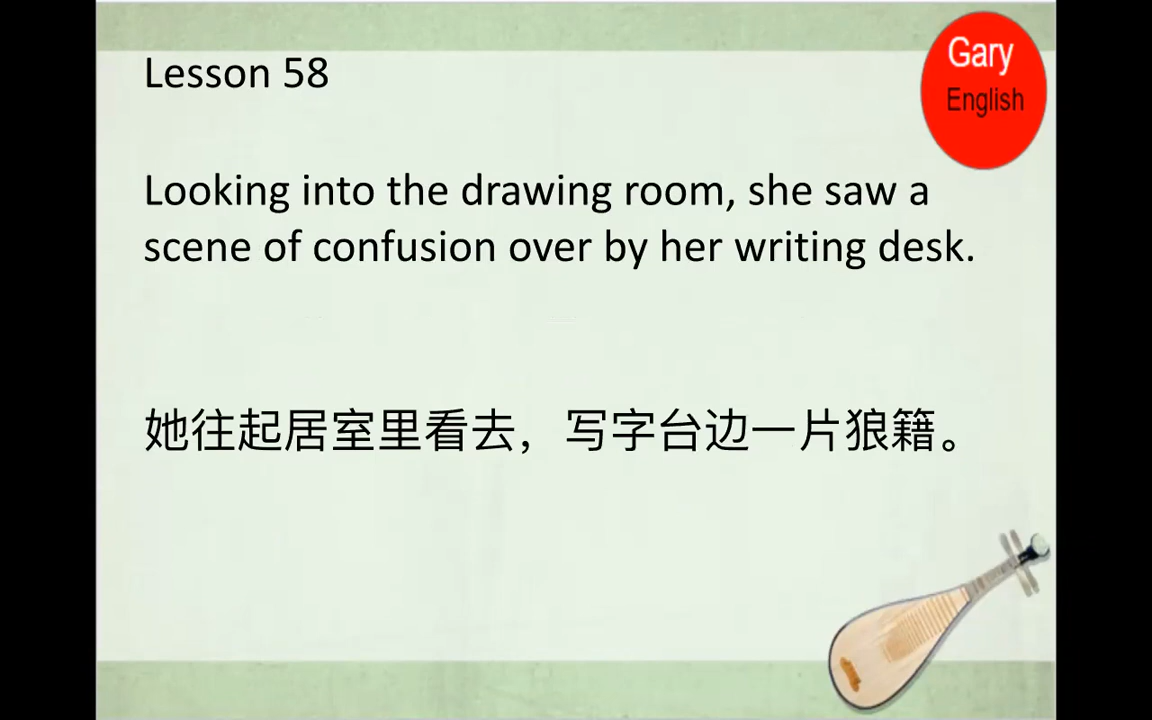 Lesson 58
Gary
English
Looking into the drawing room, she saw a
scene of confusion over by her writing desk.
她往起居室里看去，写字台边一片狼籍。